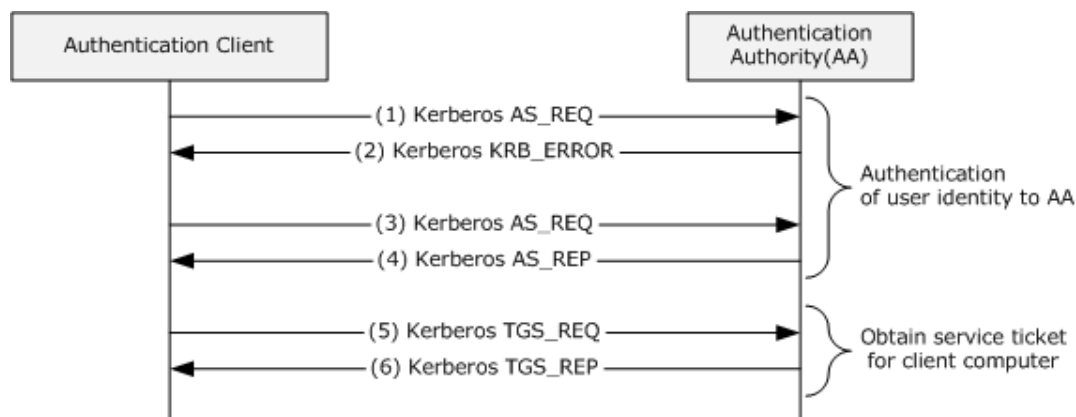 Authentication Client
Authentication
Authority(AA)
(1) Kerberos AS_REQ
(2) Kerberos KRB_ERROR
Authentication
of user identity to AA
(3) Kerberos AS_REQ
(4) Kerberos AS_REP
(5) Kerberos TGS_REQ
Obtain service ticket
for client computer
(6) Kerberos TGS_REP